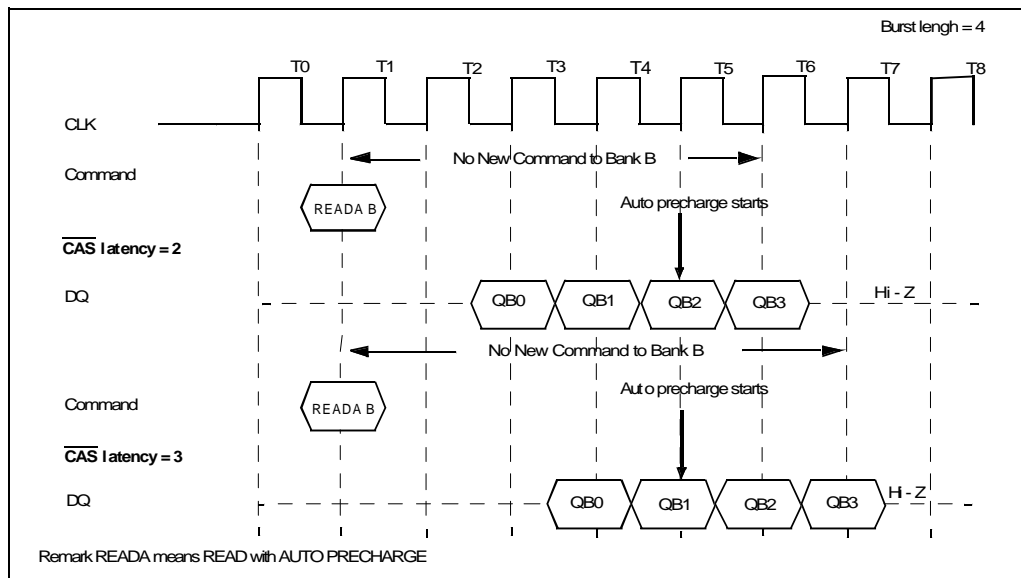 Burst lengh = 4
T0 T1 T2 T3 T4 T5 T6 T7 T8
CLK
No New Command to Bank B
Command
READA B
Auto precharge starts
CAS latency = 2
DQ
QB0 QB1 QB2 QB3
Hi - Z
No New Command to Bank B
Auto precharge starts
Command
READA B
CAS latency = 3
DQ
QB0 QB1 QB2 QB3
Hi - Z
Remark READA means READ with AUTO PRECHARGE